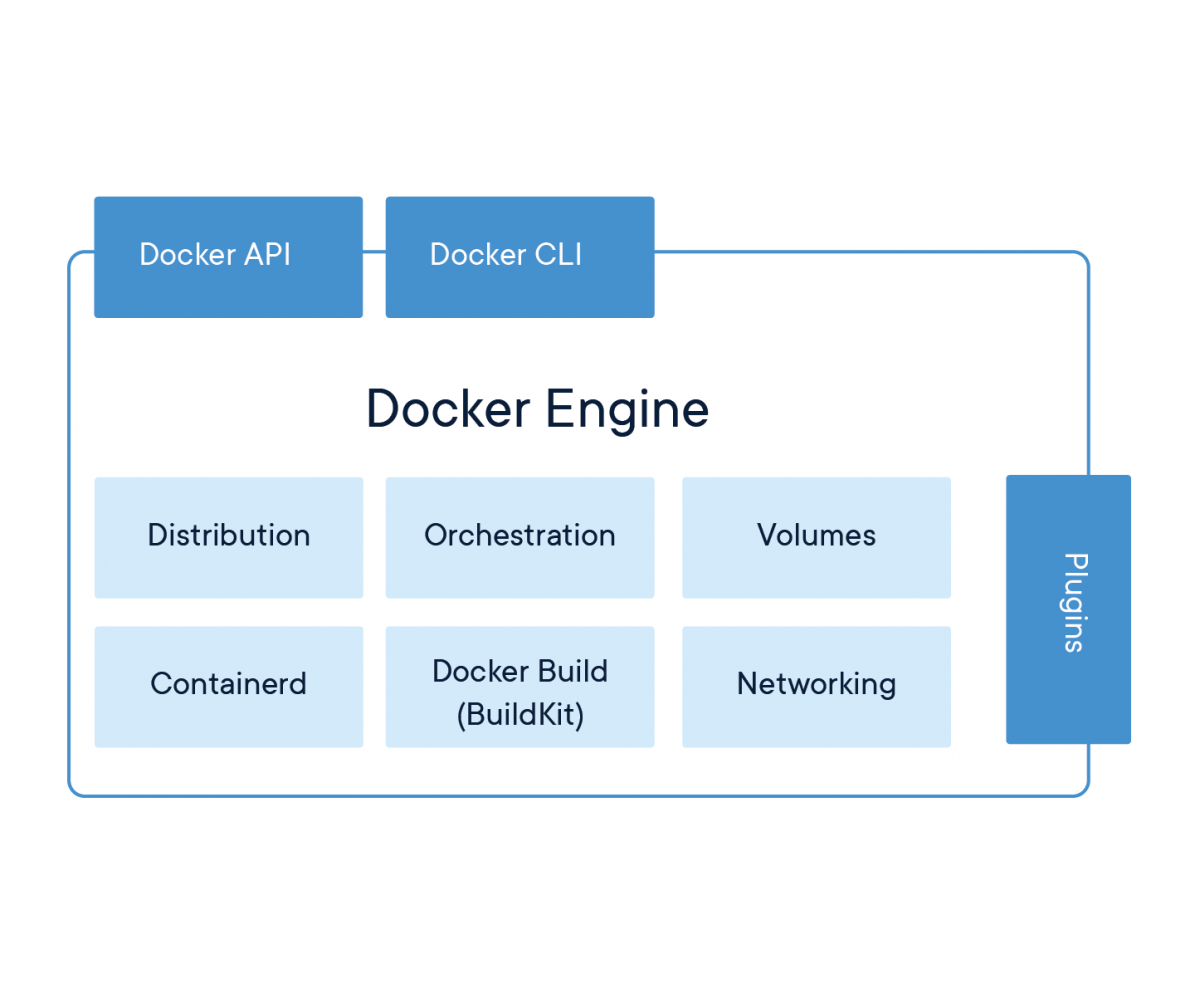 Docker API
Docker CLI
Docker Engine
Distribution
Orchestration
Volumes
Containerd
Docker Build
(BuildKit)
Networking
Plugins